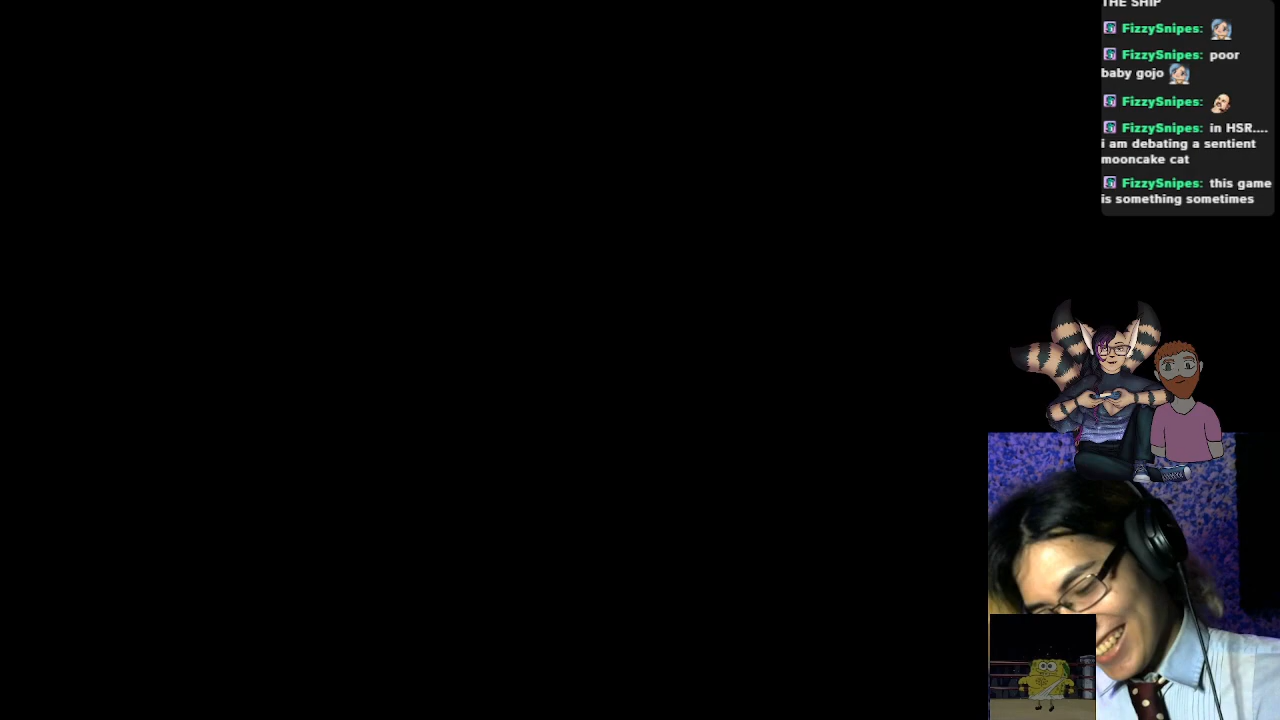 THE SHIP
FizzySnipes:
FizzySnipes: poor
baby gojo
FizzySnipes:
FizzySnipes: in HSR....
i am debating a sentient
mooncake cat
FizzySnipes: this game
is something sometimes